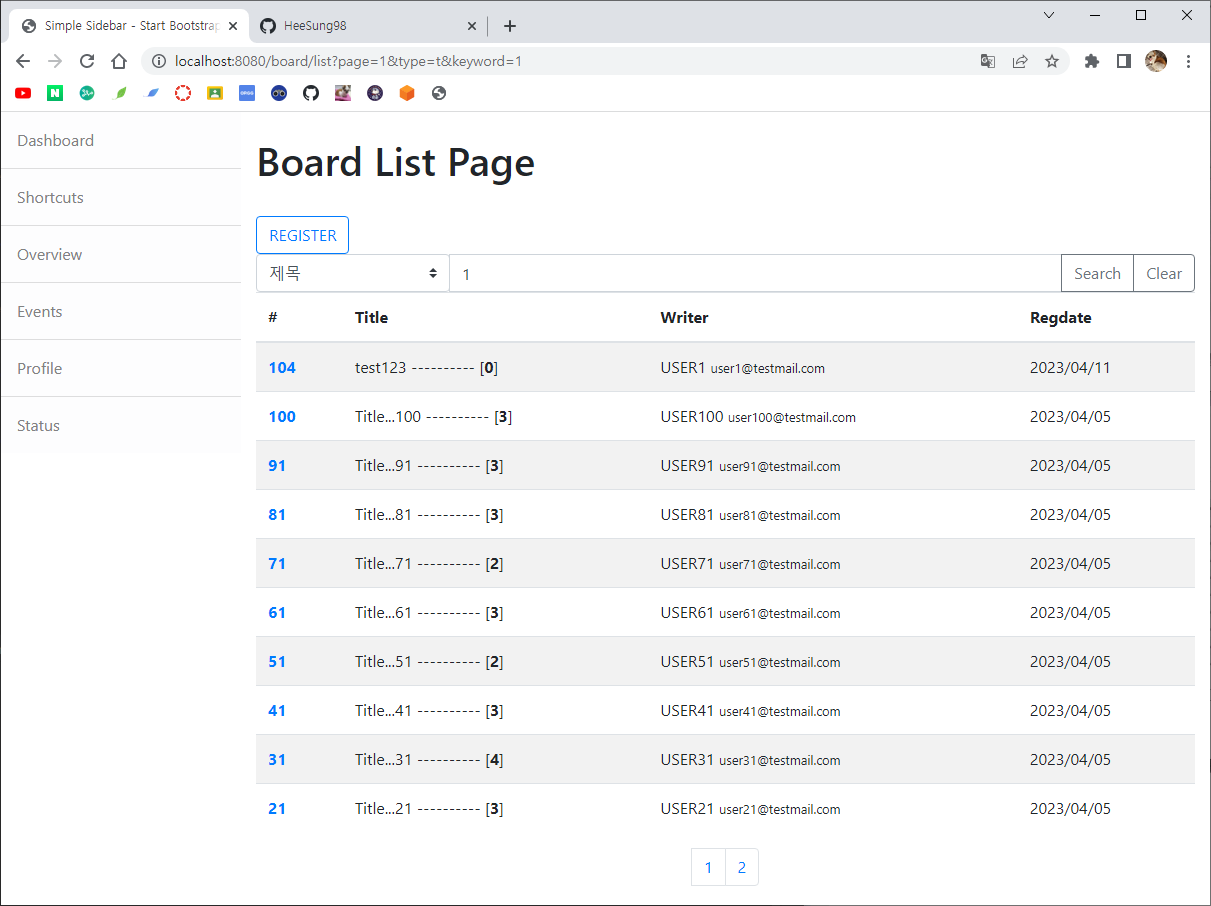 Simple Sidebar - Start Bootstrap
HeeSung98
localhost:8080/board/list?page=1&type=t&keyword=1
Dashboard
Shortcuts
Overview
Events
Profile
Status
Board List Page
REGISTER
제목 1 Search Clear
# Title Writer Regdate
104 test123 ---------- [0] USER1 user1@testmail.com 2023/04/11
100 Title...100 ---------- [3] USER100 user100@testmail.com 2023/04/05
91 Title...91 ---------- [3] USER91 user91@testmail.com 2023/04/05
81 Title...81 ---------- [3] USER81 user81@testmail.com 2023/04/05
71 Title...71 ---------- [2] USER71 user71@testmail.com 2023/04/05
61 Title...61 ---------- [3] USER61 user61@testmail.com 2023/04/05
51 Title...51 ---------- [2] USER51 user51@testmail.com 2023/04/05
41 Title...41 ---------- [3] USER41 user41@testmail.com 2023/04/05
31 Title...31 ---------- [4] USER31 user31@testmail.com 2023/04/05
21 Title...21 ---------- [3] USER21 user21@testmail.com 2023/04/05
1 2